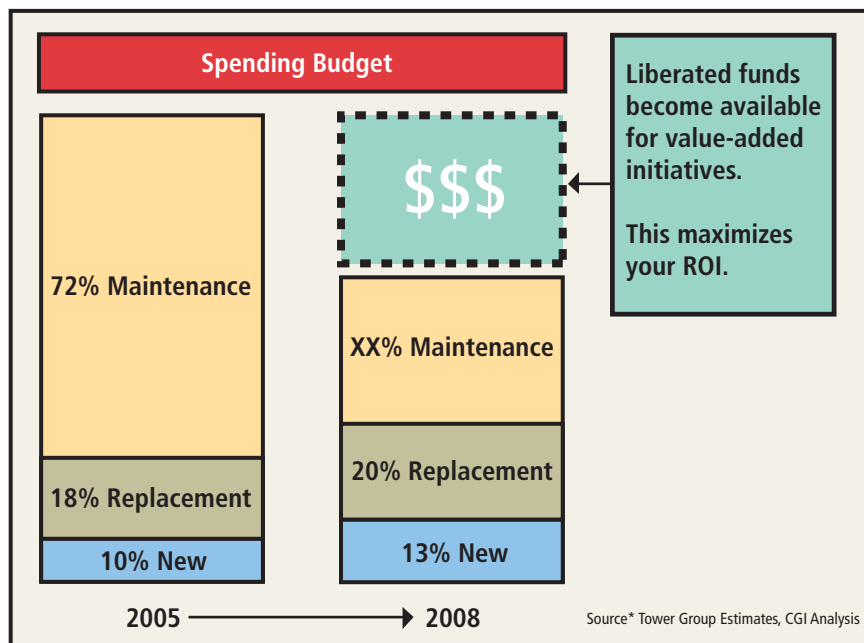 Spending Budget
72% Maintenance
18% Replacement
10% New
$$$
XX% Maintenance
20% Replacement
13% New
Liberated funds
become available
for value-added
initiatives.
This maximizes
your ROI.
2005
2008
Source* Tower Group Estimates, CGI Analysis